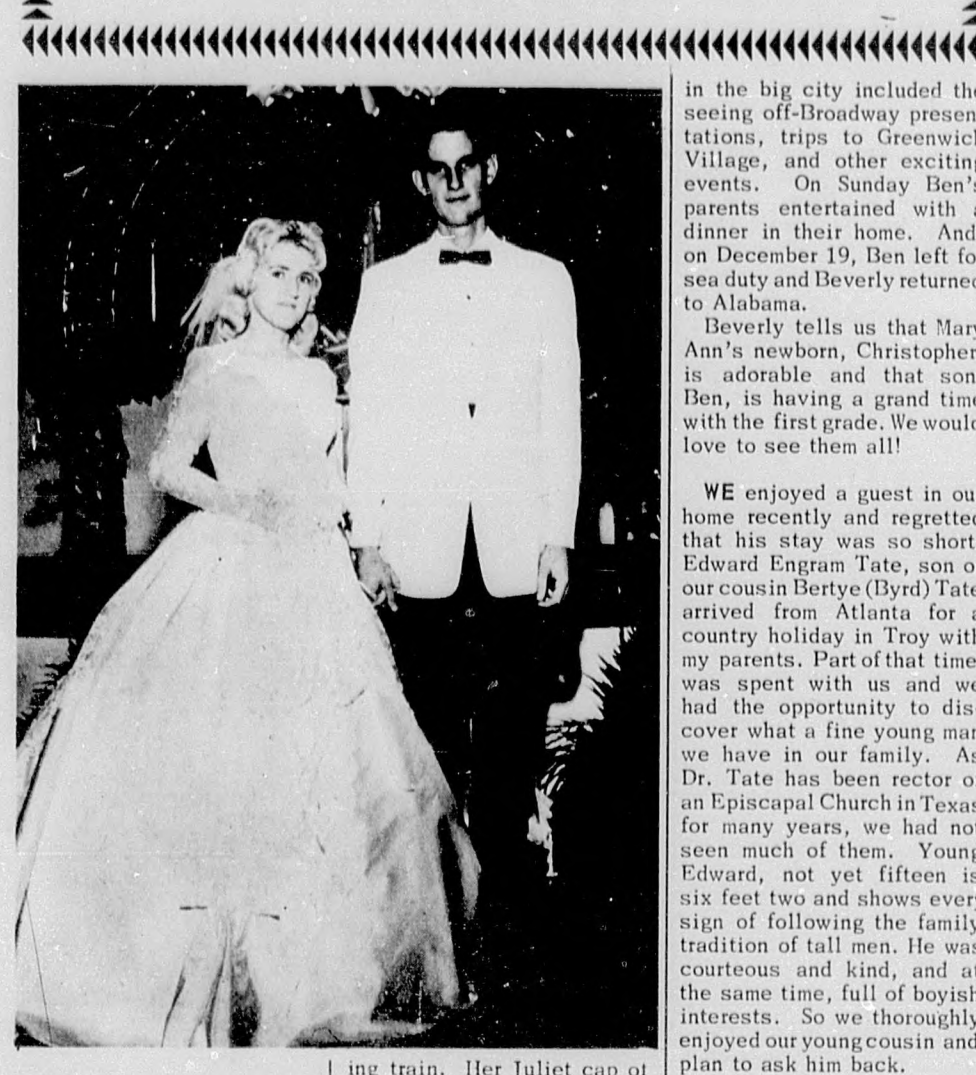 in the big city included the
seeing off-Broadway presen
tations, trips to Greenwich
Village, and other exciting
events. On Sunday Ben's
parents entertained with a
dinner in their home. And
on December 19, Ben left fo
sea duty and Beverly returned
to Alabama.
Beverly tells us that Mary
Ann's newborn, Christopher
is adorable and that son
Ben, is having a grand time
with the first grade. We would
love to see them all!
WE enjoyed a guest in ou
home recently and regretted
that his stay was so short.
Edward Engram Tate, son o
our cousin Bertye (Byrd) Tate
arrived from Atlanta for a
country holiday in Troy with
my parents. Part of that time
was spent with us and we
had the opportunity to dis-
cover what a fine young man
we have in our family. As
Dr. Tate has been rector o
an Episcapal Church in Texas
for many years, we had not
seen much of them. Young
Edward, not yet fifteen is
six feet two and shows every
sign of following the family
tradition of tall men. He was
courteous and kind, and at
the same time, full of boyish
interests. So we thoroughly
enjoyed our young cousin and
plan to ask him back.
ing train. Her Juliet cap of